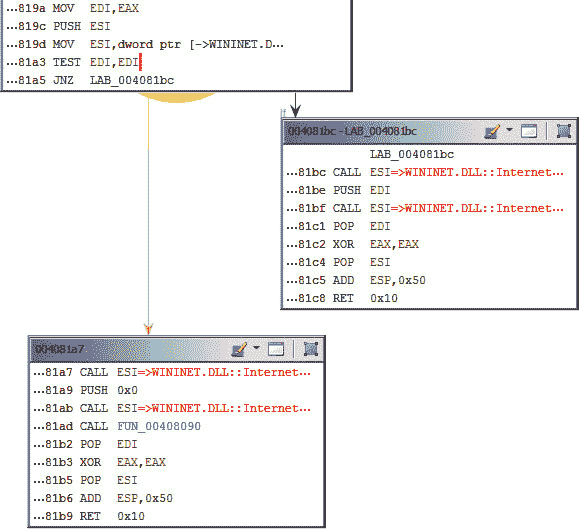 ...819a MOV EDI,EAX
...819c PUSH ESI
...819d MOV ESI,dword ptr [->WININET.D...
...81a3 TEST EDI,EDI
...81a5 JNZ LAB_004081bc
004081bc - LAB_004081bc
LAB_004081bc
...81bc CALL ESI=>WININET.DLL::Internet...
...81be PUSH EDI
...81bf CALL ESI=>WININET.DLL::Internet...
...81c1 POP EDI
...81c2 XOR EAX,EAX
...81c4 POP ESI
...81c5 ADD ESP,0x50
...81c8 RET 0x10
004081a7
...81a7 CALL ESI=>WININET.DLL::Internet...
...81a9 PUSH 0x0
...81ab CALL ESI=>WININET.DLL::Internet...
...81ad CALL FUN_00408090
...81b2 POP EDI
...81b3 XOR EAX,EAX
...81b5 POP ESI
...81b6 ADD ESP,0x50
...81b9 RET 0x10